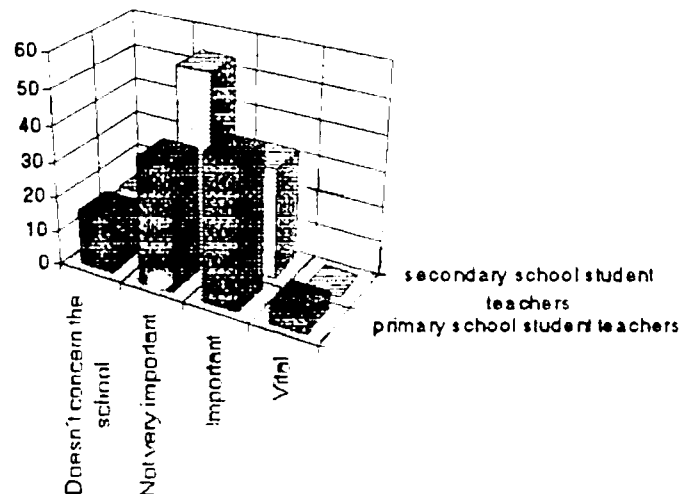 60
50
40
30
20
10
0
secondary school student
teachers
primary school student teachers
Doesn't concern the
school
Not very important
Important
Vital